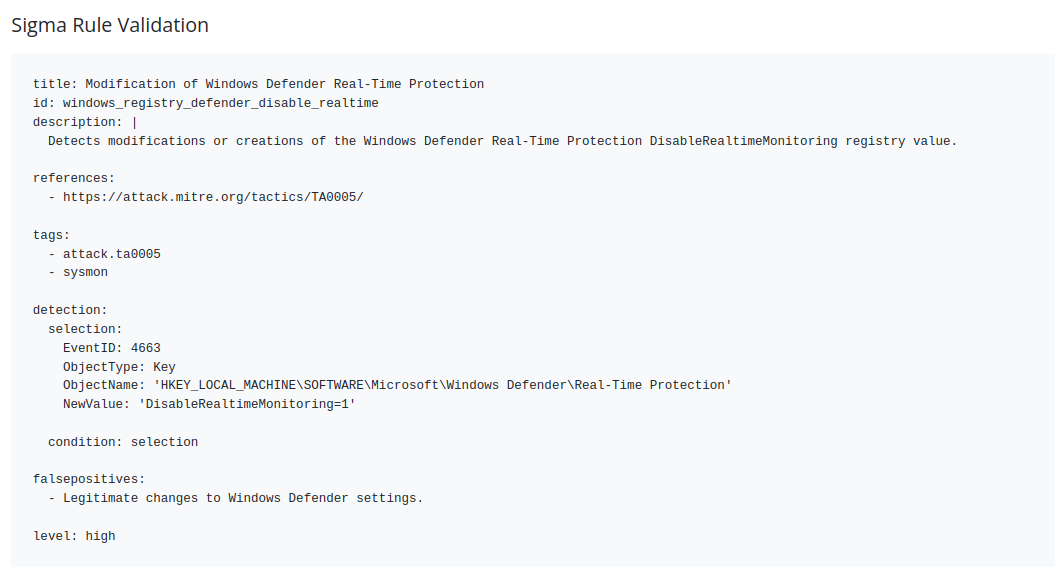 Sigma Rule Validation
title: Modification of Windows Defender Real-Time Protection
id: windows_registry_defender_disable_realtime
description: |
  Detects modifications or creations of the Windows Defender Real-Time Protection DisableRealtimeMonitoring registry value.

references:
  - https://attack.mitre.org/tactics/TA0005/

tags:
  - attack.ta0005
  - sysmon

detection:
  selection:
    EventID: 4663
    ObjectType: Key
    ObjectName: 'HKEY_LOCAL_MACHINE\SOFTWARE\Microsoft\Windows Defender\Real-Time Protection'
    NewValue: 'DisableRealtimeMonitoring=1'

  condition: selection

falsepositives:
  - Legitimate changes to Windows Defender settings.

level: high